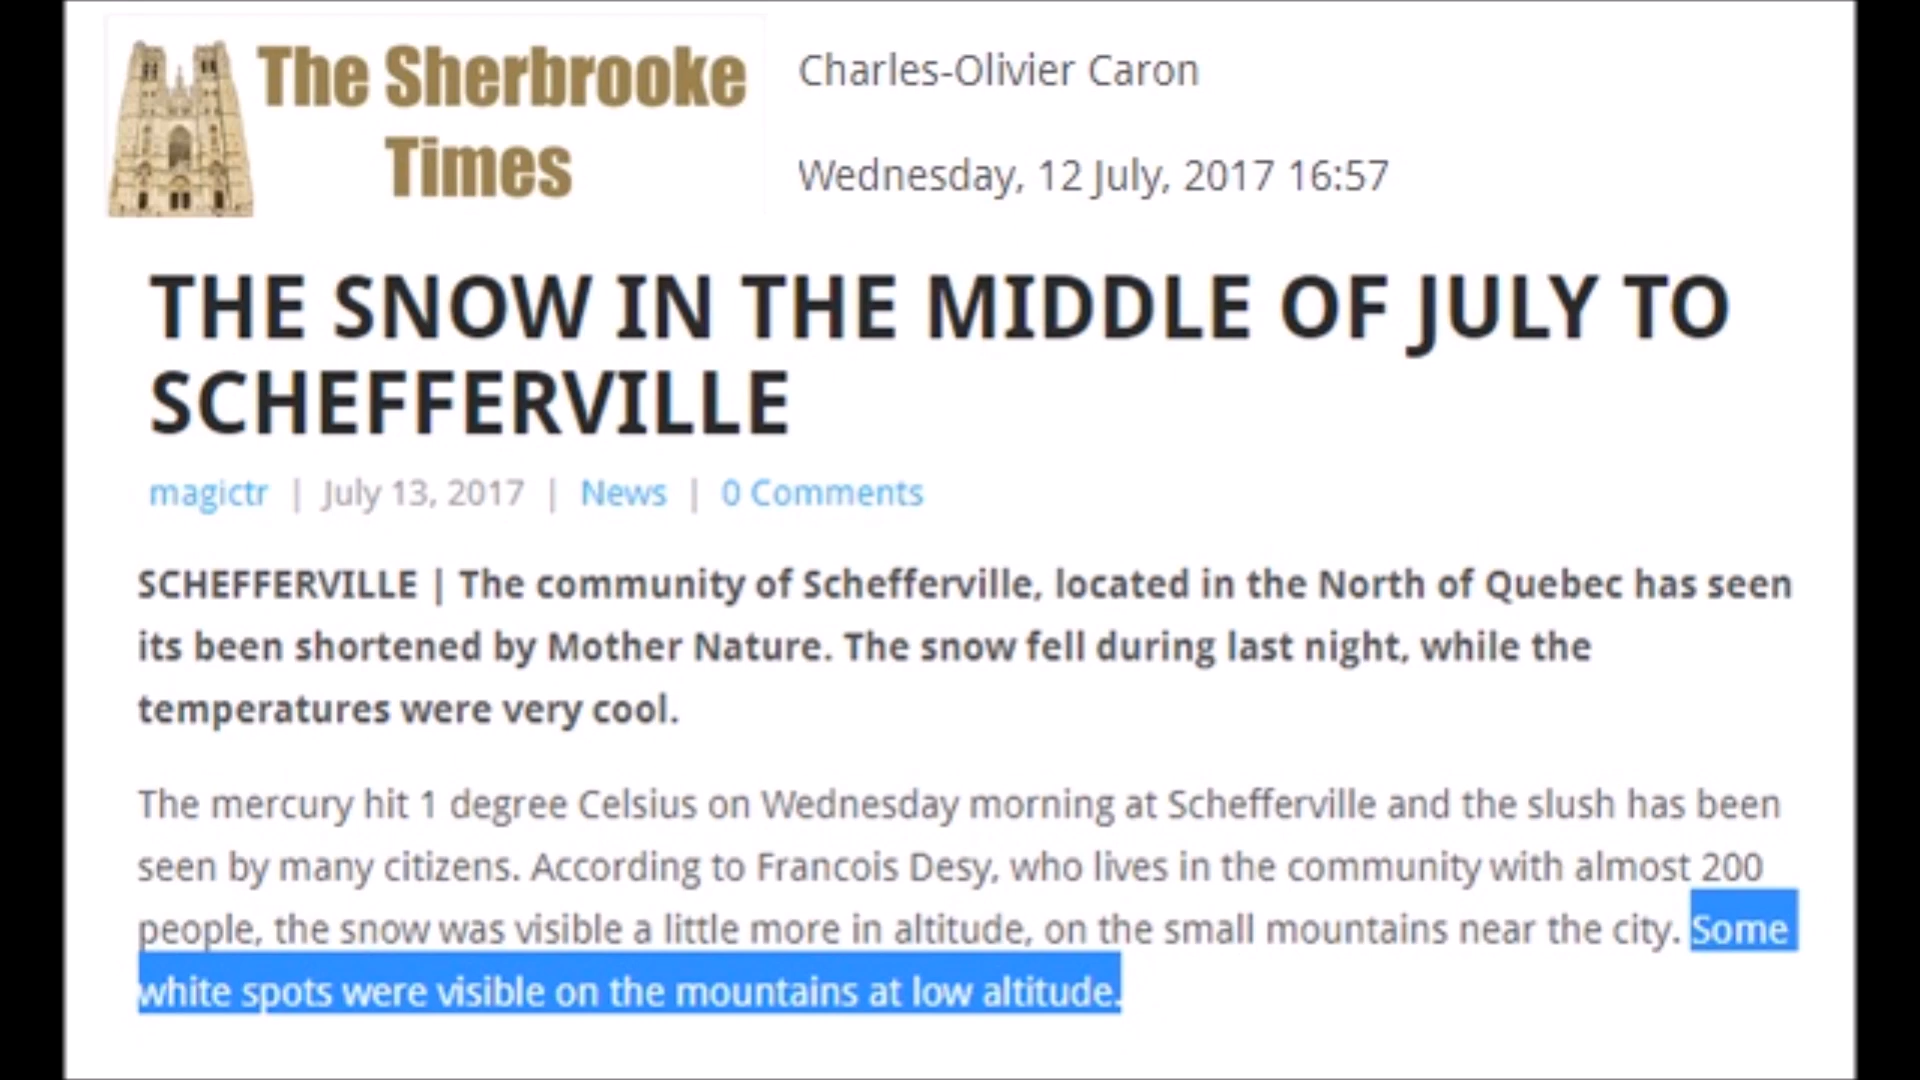 The Sherbrooke
Times
Charles-Olivier Caron
Wednesday, 12 July, 2017 16:57
THE SNOW IN THE MIDDLE OF JULY TO
SCHEFFERVILLE
magictr | July 13, 2017 | News | 0 Comments
SCHEFFERVILLE | The community of Schefferville, located in the North of Quebec has seen
its been shortened by Mother Nature. The snow fell during last night, while the
temperatures were very cool.
The mercury hit 1 degree Celsius on Wednesday morning at Schefferville and the slush has been
seen by many citizens. According to Francois Desy, who lives in the community with almost 200
people, the snow was visible a little more in altitude, on the small mountains near the city. Some
white spots were visible on the mountains at low altitude.